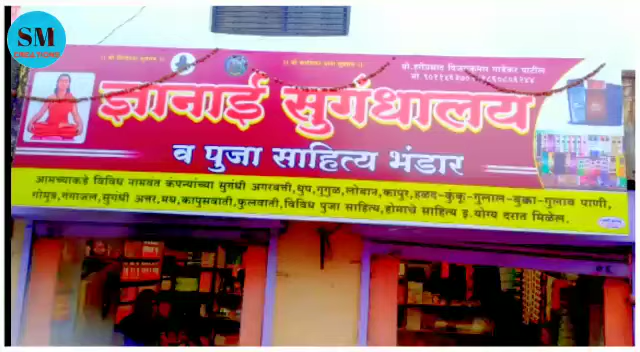 SM
ज्ञानाई सुगंधालय
व पुजा साहित्य भंडार
आमच्याकडे विविध नामवंत कंपन्यांच्या सुगंधी अगरबत्ती,धुप,गुगुळ,लोबान,कापुर,हळद-कुंकू-गुलाल-बुक्का-गुलाब पाणी,
गोमुत्र,गंगाजल,सुगंधी अत्तर,मध,कापुसवाती,फुलवाती,विविध पुजा साहित्य,होमाचे साहित्य इ.योग्य दरात मिळेल.